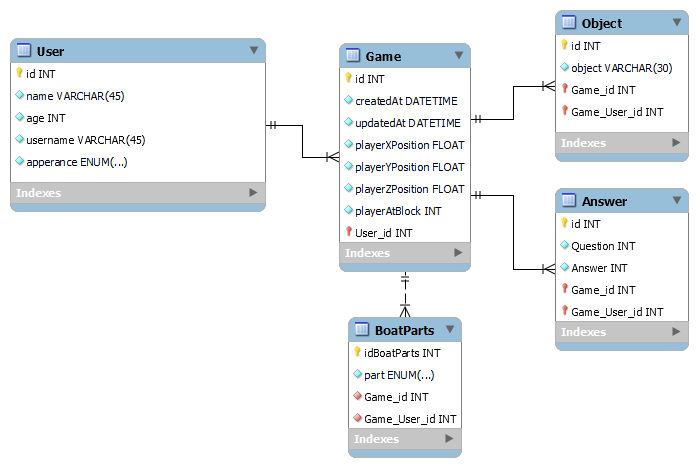 User
id INT
name VARCHAR(45)
age INT
username VARCHAR(45)
apperance ENUM(...)
Indexes
Game
id INT
createdAt DATETIME
updatedAt DATETIME
playerXPosition FLOAT
playerYPosition FLOAT
playerZPosition FLOAT
playerAtBlock INT
User_id INT
Indexes
Object
id INT
object VARCHAR(30)
Game_id INT
Game_User_id INT
Indexes
Answer
id INT
Question INT
Answer INT
Game_id INT
Game_User_id INT
Indexes
BoatParts
idBoatParts INT
part ENUM(...)
Game_id INT
Game_User_id INT
Indexes